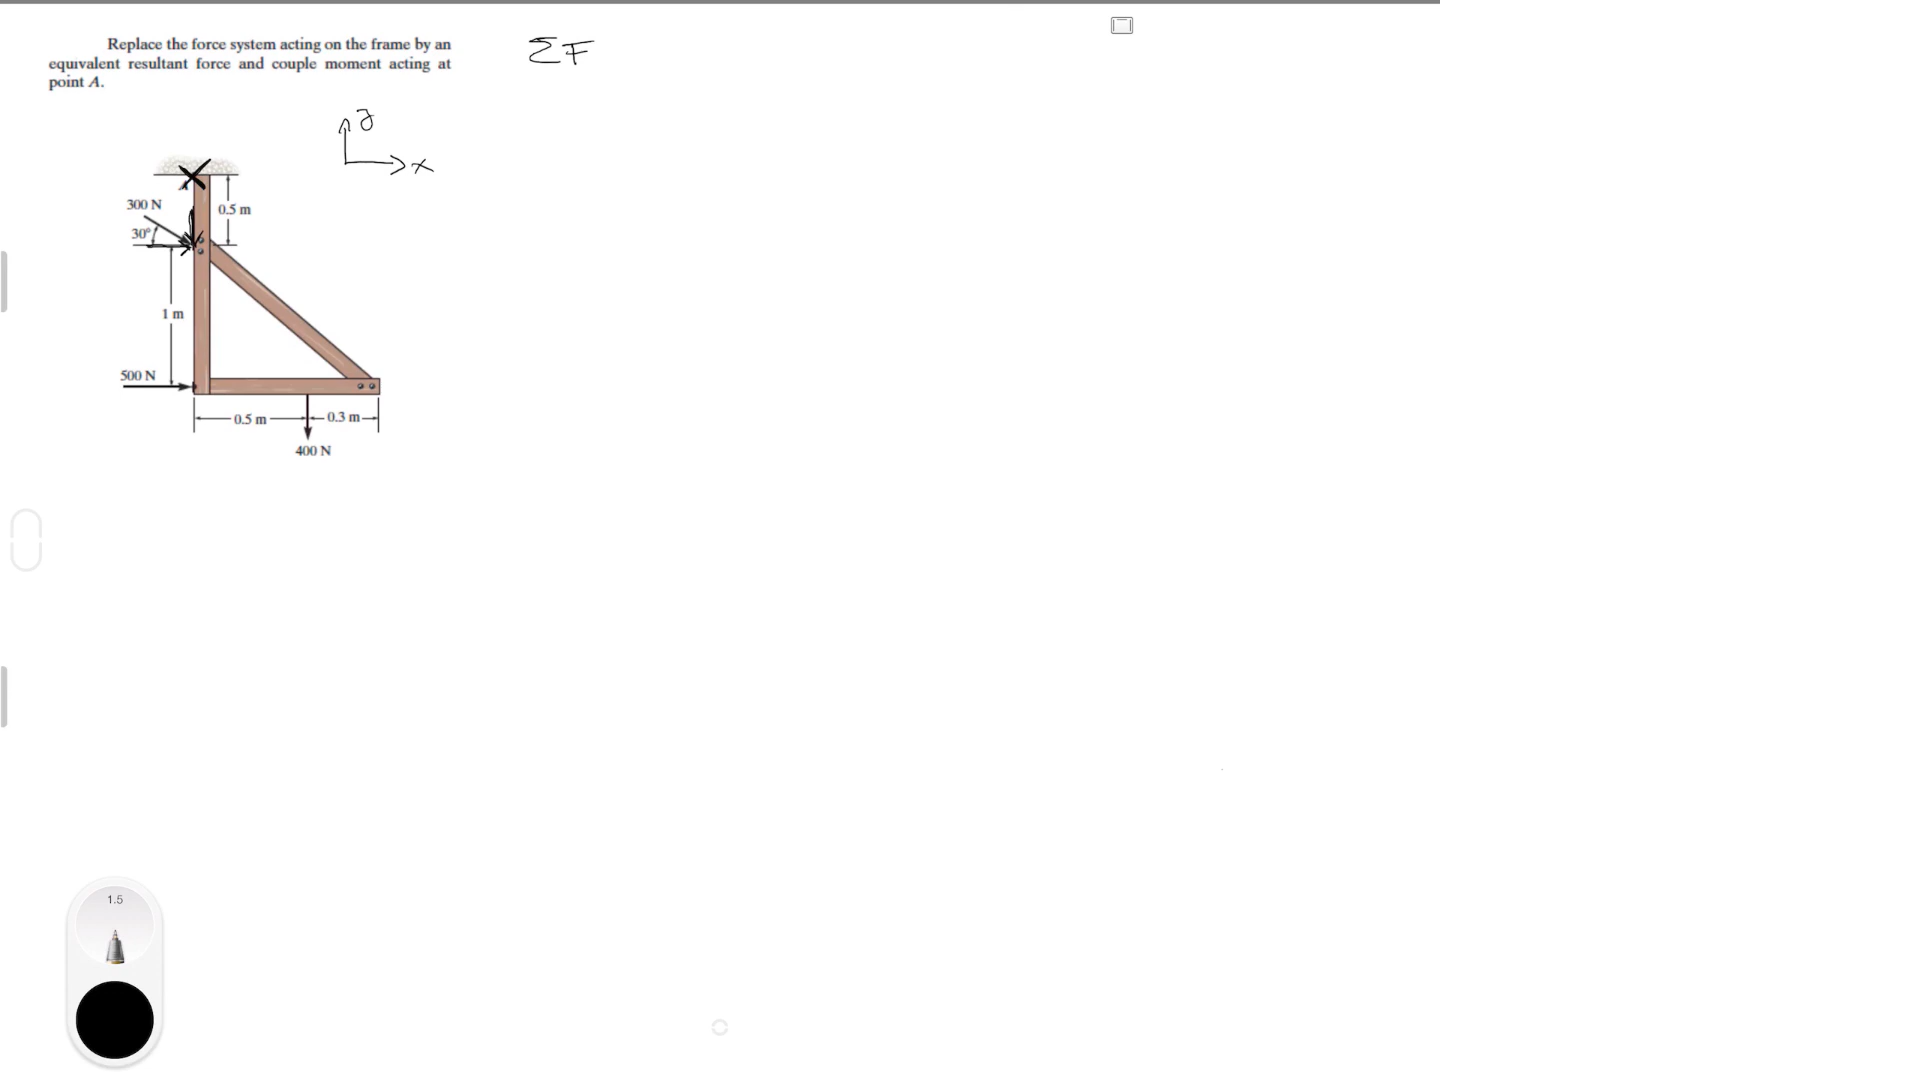 Replace the force system acting on the frame by an
equivalent resultant force and couple moment acting at
point A.
ΣF
y
x
A
300 N
0.5 m
30°
1 m
500 N
0.5 m
0.3 m
400 N
1.5